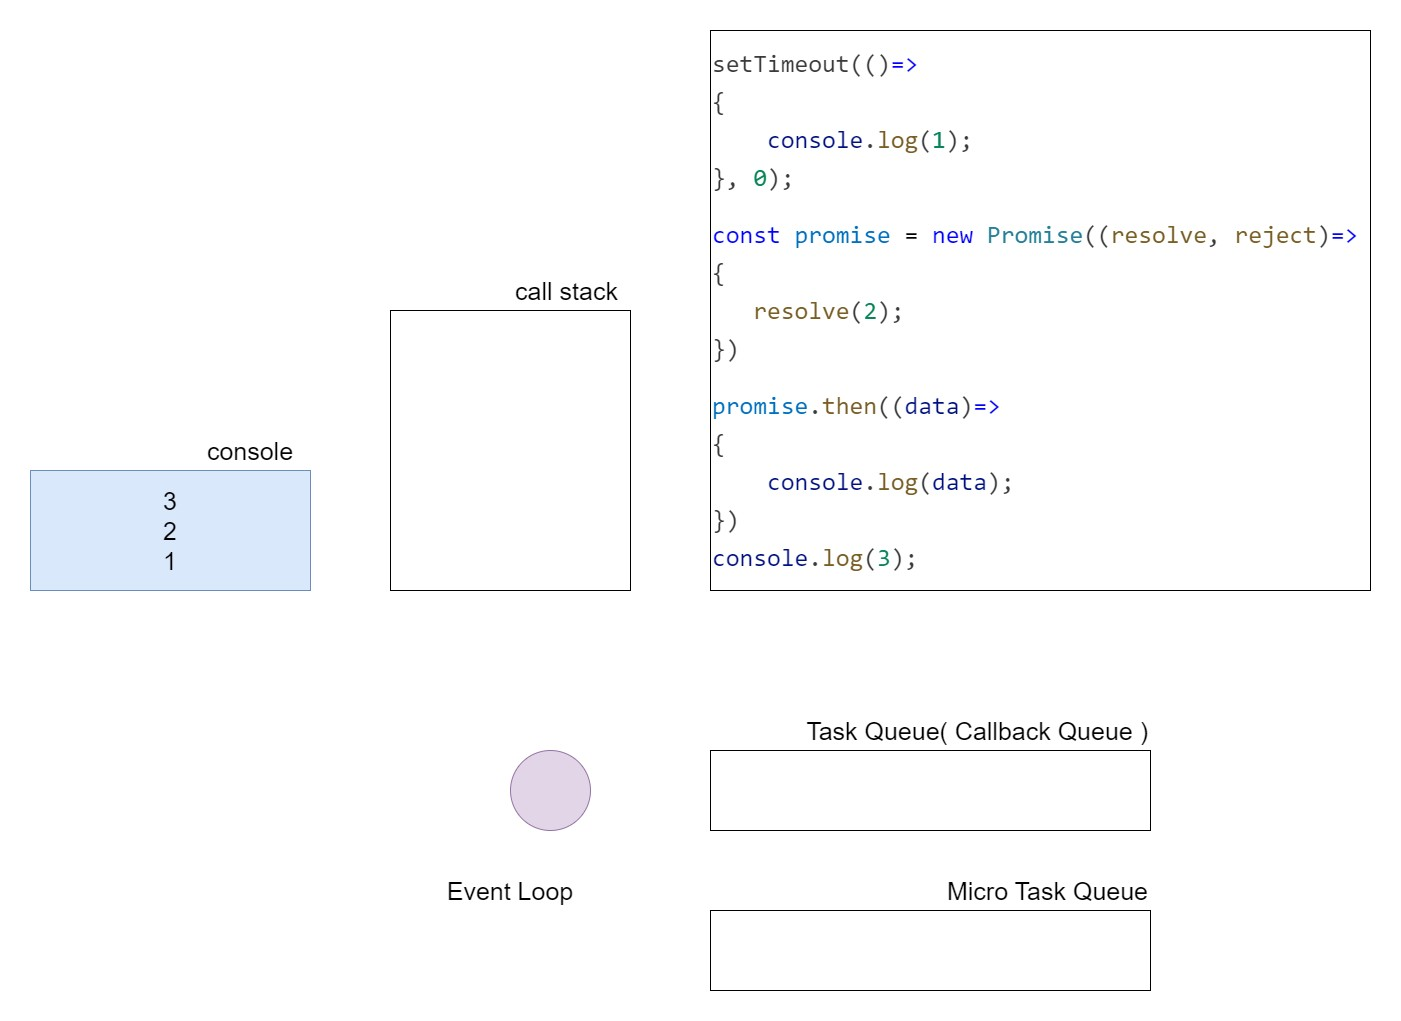 setTimeout(()=>
{
    console.log(1);
}, 0);
const promise = new Promise((resolve, reject)=>
{
   resolve(2);
})
promise.then((data)=>
{
    console.log(data);
})
console.log(3);
call stack
console
3
2
1
Task Queue( Callback Queue )
Event Loop
Micro Task Queue